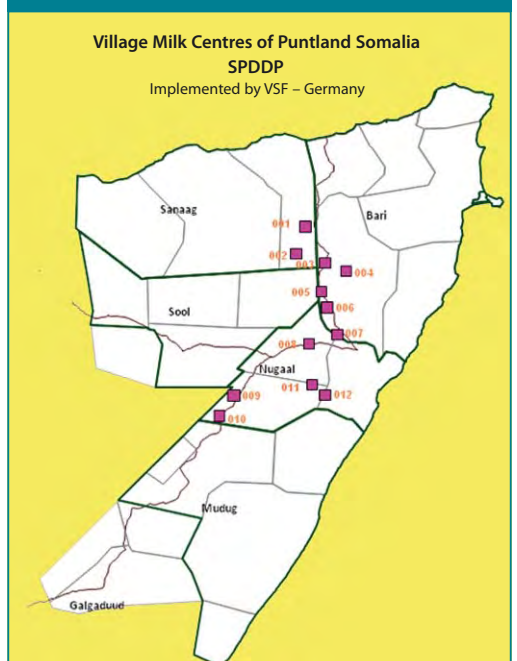 Village Milk Centres of Puntland Somalia
SPDDP
Implemented by VSF – Germany
Sanaag
Bari
001
002
003
004
005
Sool
006
007
008
Nugaal
011
009
012
010
Mudug
Galgaduud